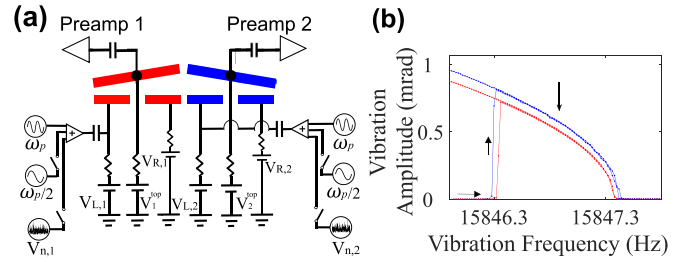 (a)
Preamp 1
Preamp 2
ωp
ωp/2
Vn,1
VL,1
V1top
VR,1
VL,2
V2top
VR,2
ωp
ωp/2
Vn,2
(b)
Vibration
Amplitude (mrad)
1
0.5
0
15846.3
15847.3
Vibration Frequency (Hz)